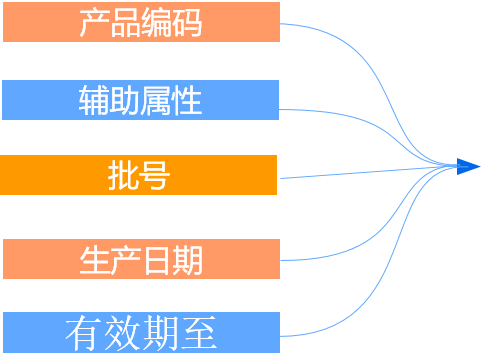 产品编码
辅助属性
批号
生产日期
有效期至